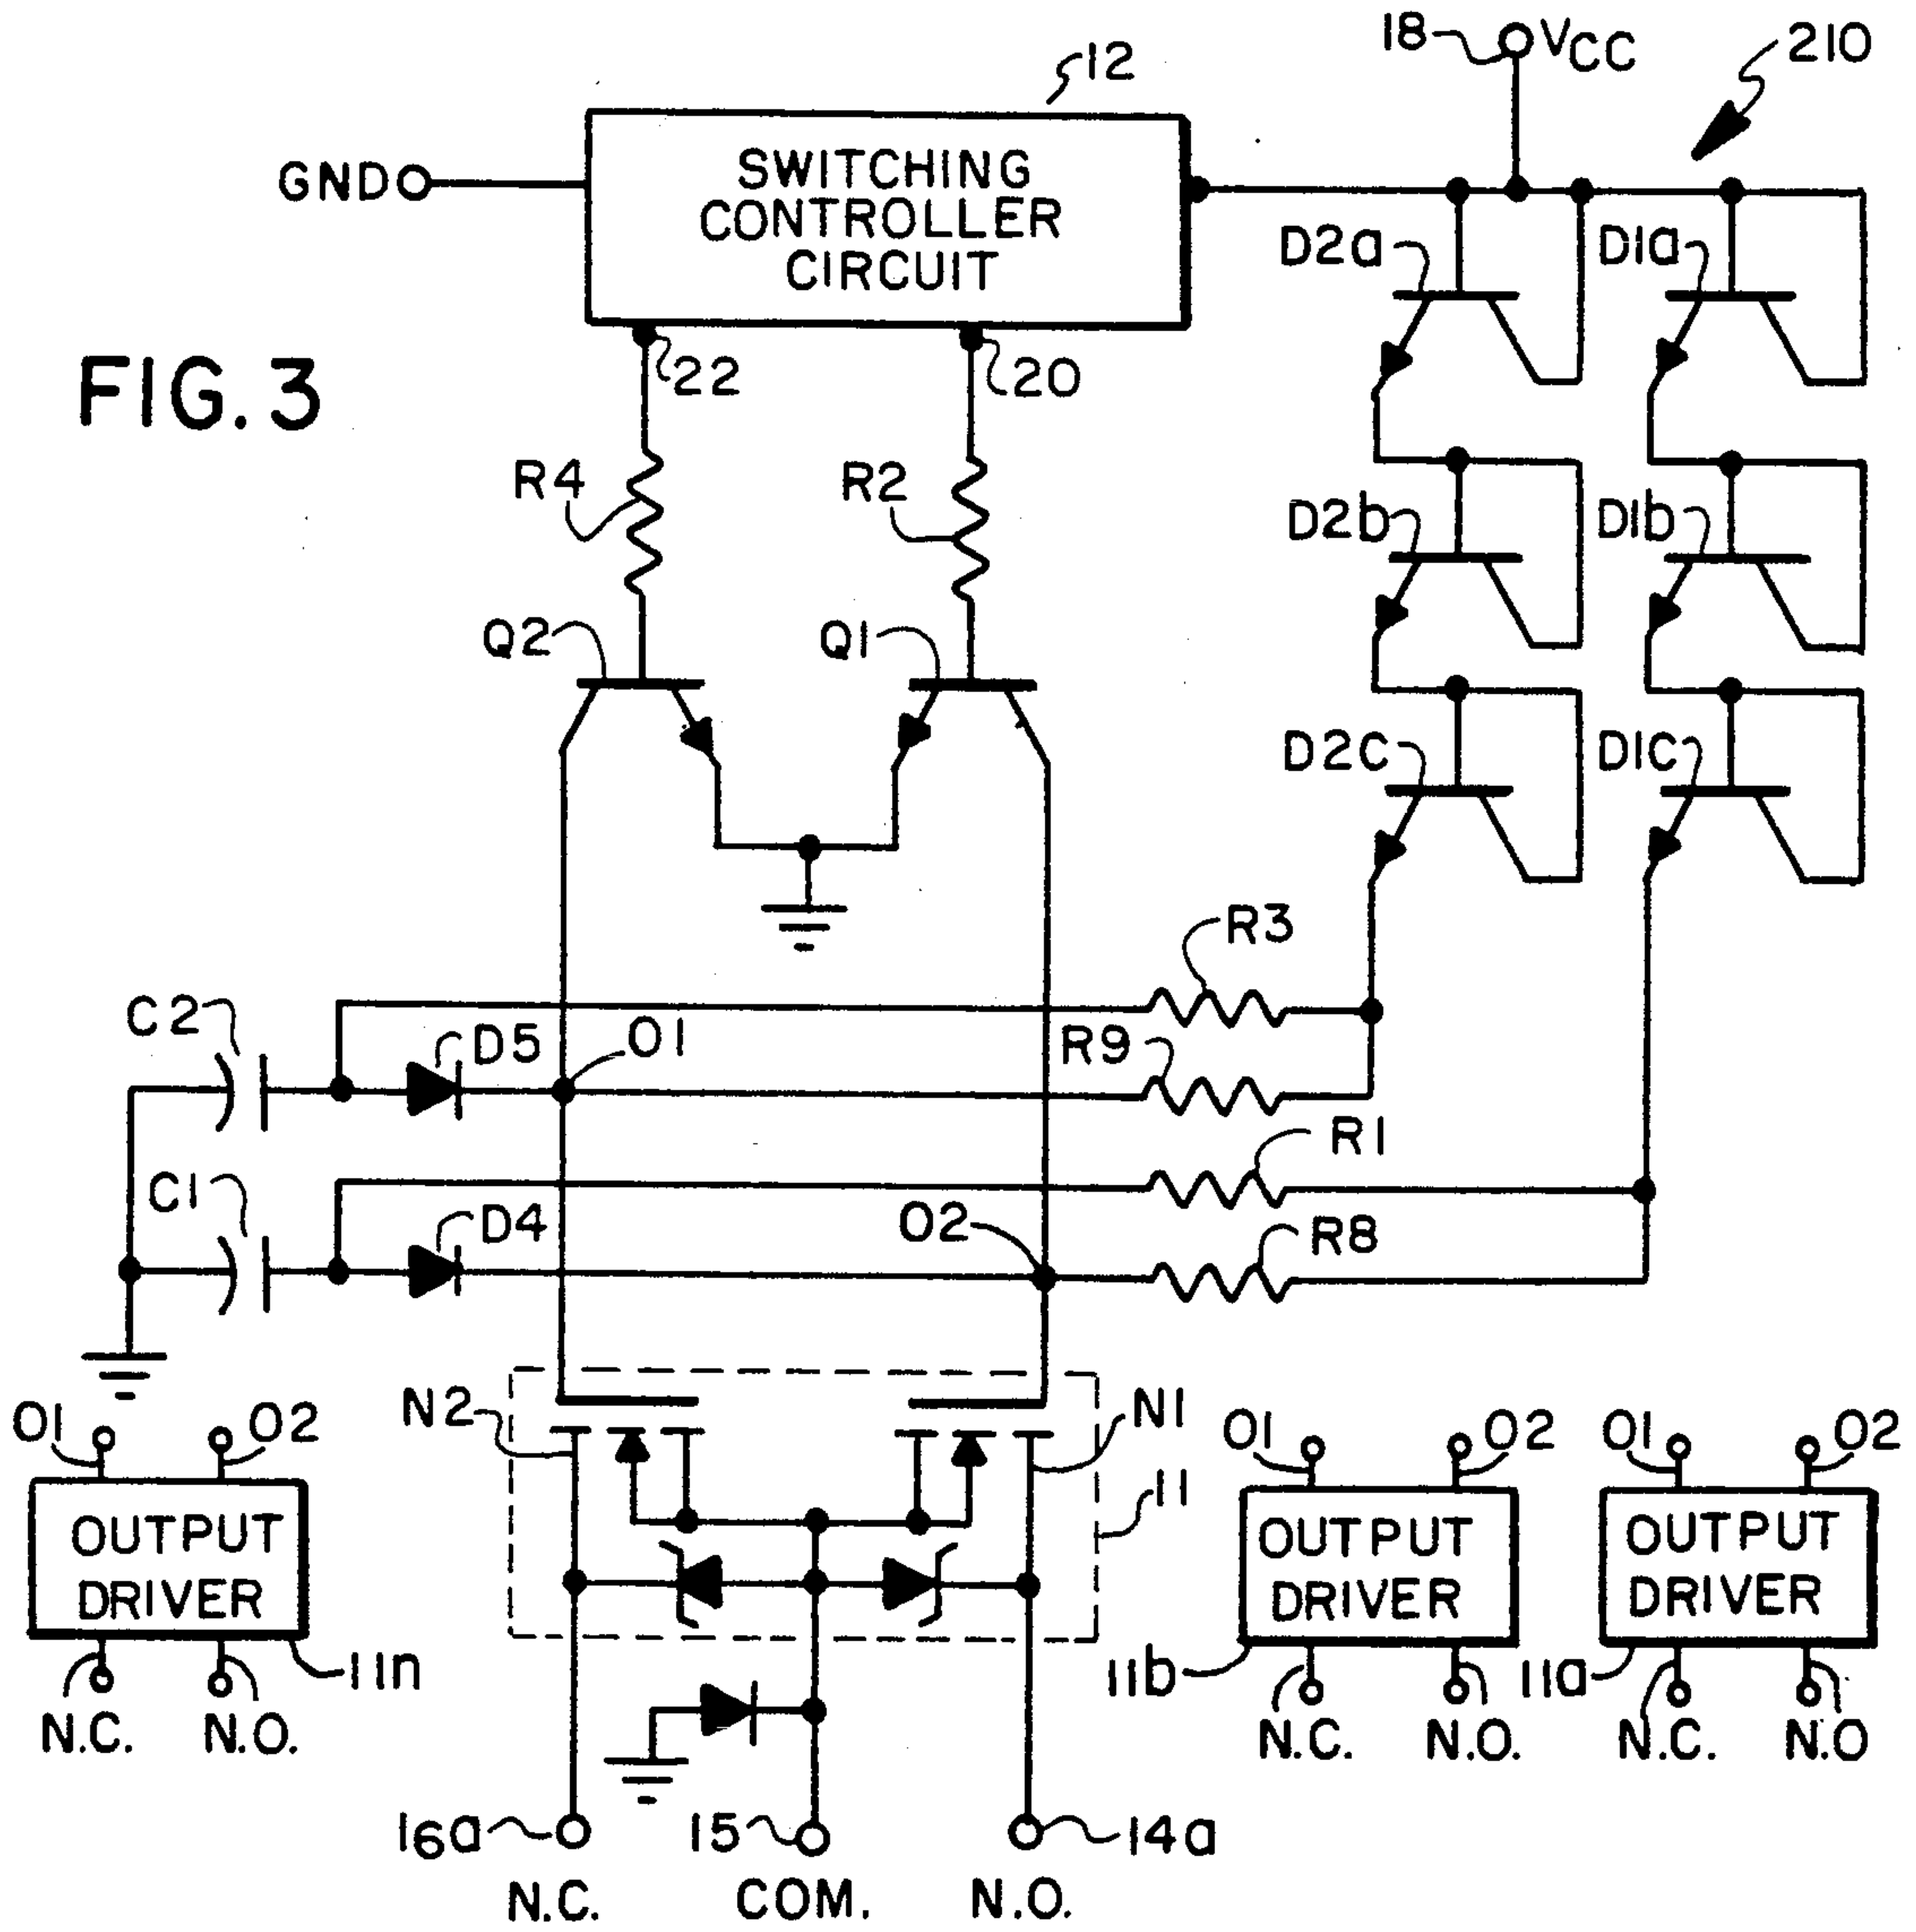 18 VCC
210
12
GND
SWITCHING
CONTROLLER
CIRCUIT
D2a
D1a
FIG. 3
22
20
R4
R2
D2b
D1b
Q2
Q1
D2c
D1c
R3
C2
D5
O1
R9
R1
C1
D4
O2
R8
N2
N1
11
O1
O2
OUTPUT
DRIVER
11n
N.C.
N.O.
O1
O2
OUTPUT
DRIVER
11b
N.C.
N.O.
O1
O2
OUTPUT
DRIVER
11a
N.C.
N.O
16a
15
14a
N.C.
COM.
N.O.